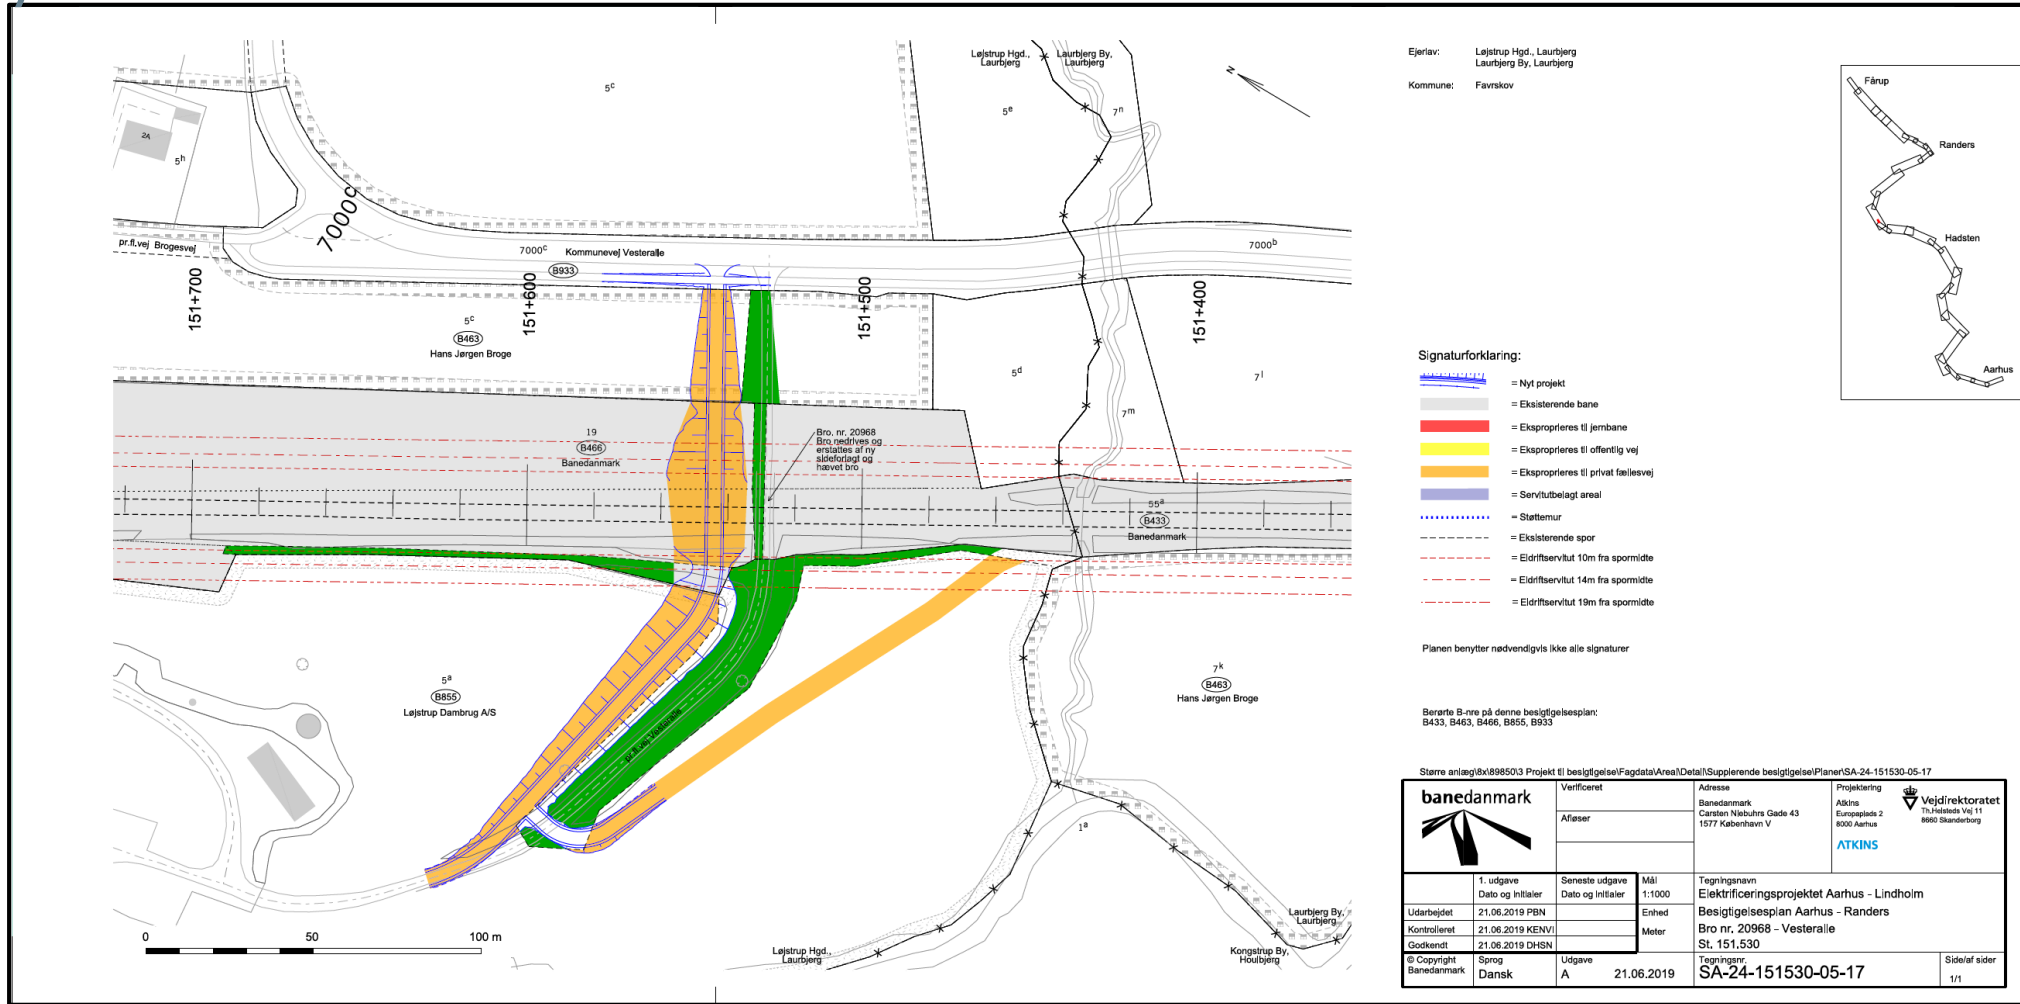 Løjstrup Hgd.,
Laurbjerg
Laurbjerg By,
Laurbjerg
N
5c
5e
7n
2A
5h
7000c
pr.fl.vej Brogesvej
7000c
Kommunevej Vesteralle
B933
7000b
151+700
151+600
151+500
151+400
5c
B463
Hans Jørgen Broge
5d
7l
7m
19
B466
Banedanmark
Bro. nr. 20968
Bro nedrives og
erstattes af ny
sideforlagt og
hævet bro
55a
B433
Banedanmark
5a
B855
Løjstrup Dambrug A/S
7k
B463
Hans Jørgen Broge
pr.fl.vej Vesteralle
1a
0
50
100 m
Løjstrup Hgd.,
Laurbjerg
Laurbjerg By,
Laurbjerg
Kongstrup By,
Houlbjerg
Ejerlav:
Løjstrup Hgd., Laurbjerg
Laurbjerg By, Laurbjerg
Kommune:
Favrskov
Fårup
Randers
Hadsten
Aarhus
Signaturforklaring:
= Nyt projekt
= Eksisterende bane
= Eksproprieres til jernbane
= Eksproprieres til offentlig vej
= Eksproprieres til privat fællesvej
= Servitutbelagt areal
= Støttemur
= Eksisterende spor
= Eldriftservitut 10m fra spormidte
= Eldriftservitut 14m fra spormidte
= Eldriftservitut 19m fra spormidte
Planen benytter nødvendigvis ikke alle signaturer
Berørte B-nre på denne besigtigelsesplan:
B433, B463, B466, B855, B933
Større anlæg\8x\89850\3 Projekt til besigtigelse\Fagdata\Areal\Detail\Supplerende besigtigelse\Planer\SA-24-151530-05-17
banedanmark
Verificeret
Afløser
Adresse
Banedanmark
Carsten Niebuhrs Gade 43
1577 København V
Projektering
Atkins
Europaplads 2
8000 Aarhus
ATKINS
Vejdirektoratet
Th.Helsteds Vej 11
8660 Skanderborg
1. udgave
Dato og Initialer
Seneste udgave
Dato og Initialer
Mål
1:1000
Enhed
Meter
Tegningsnavn
Elektrificeringsprojektet Aarhus - Lindholm
Besigtigelsesplan Aarhus - Randers
Bro nr. 20968 - Vesteralle
St. 151.530
Udarbejdet
21.06.2019 PBN
Kontrolleret
21.06.2019 KENVI
Godkendt
21.06.2019 DHSN
© Copyright
Banedanmark
Sprog
Dansk
Udgave
A 21.06.2019
Tegningsnr.
SA-24-151530-05-17
Side/af sider
1/1